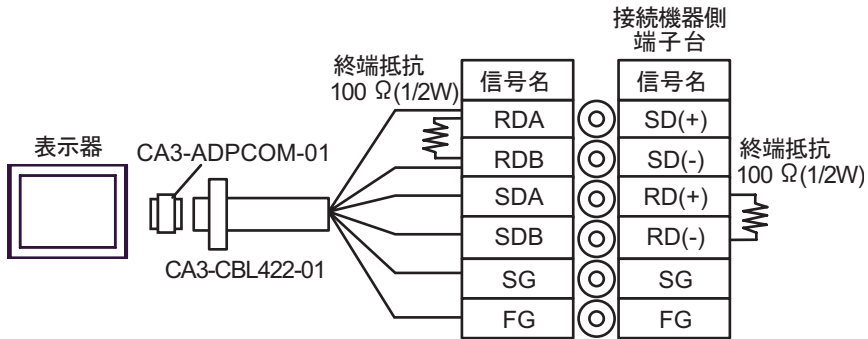 接続機器側
端子台
終端抵抗
100 Ω(1/2W)
信号名
信号名
RDA
SD(+)
表示器
CA3-ADPCOM-01
RDB
SD(-)
終端抵抗
100 Ω(1/2W)
SDA
RD(+)
SDB
RD(-)
CA3-CBL422-01
SG
SG
FG
FG